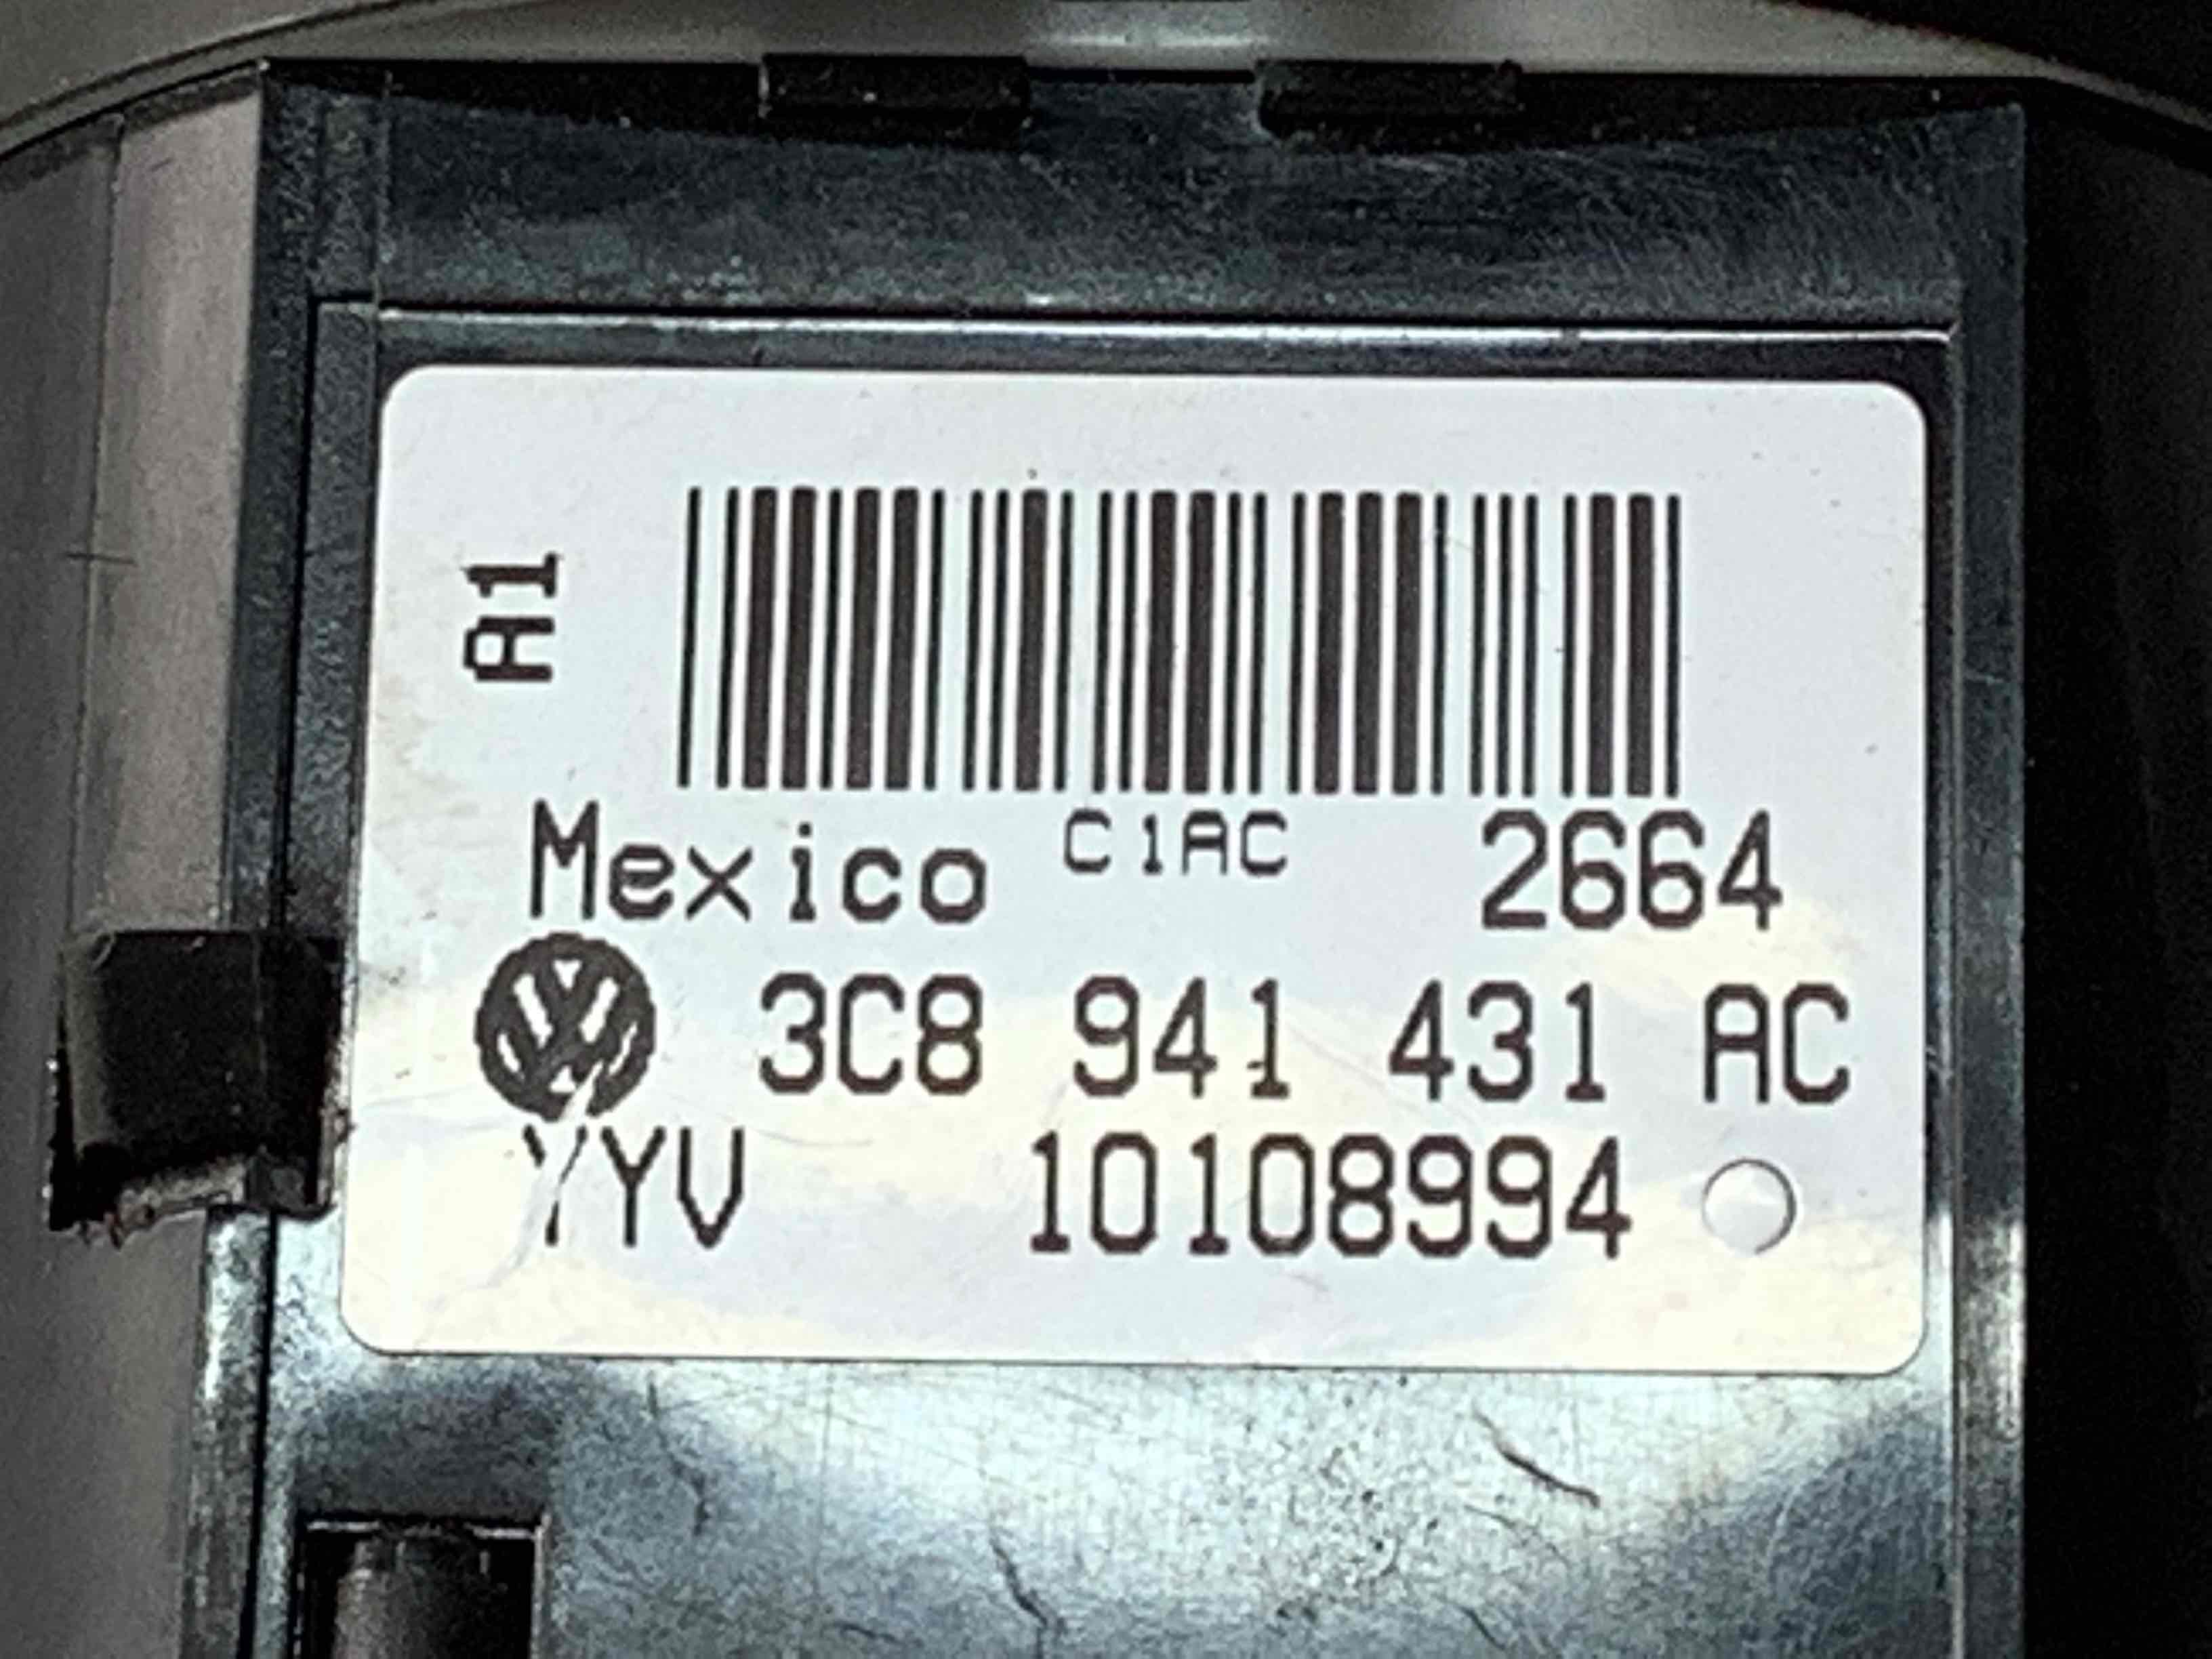 A1
Mexico C1AC 2664
3C8 941 431 AC
YYV 10108994